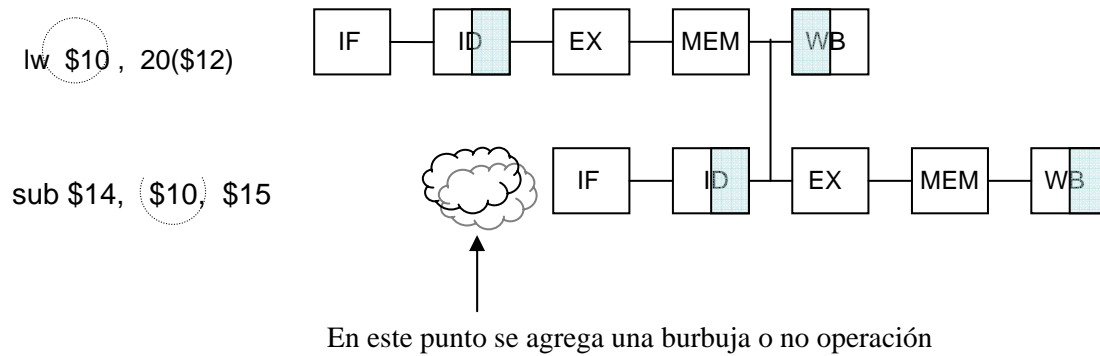 lw $10 , 20($12)
IF ID EX MEM WB
sub $14, $10, $15
IF ID EX MEM WB
En este punto se agrega una burbuja o no operación